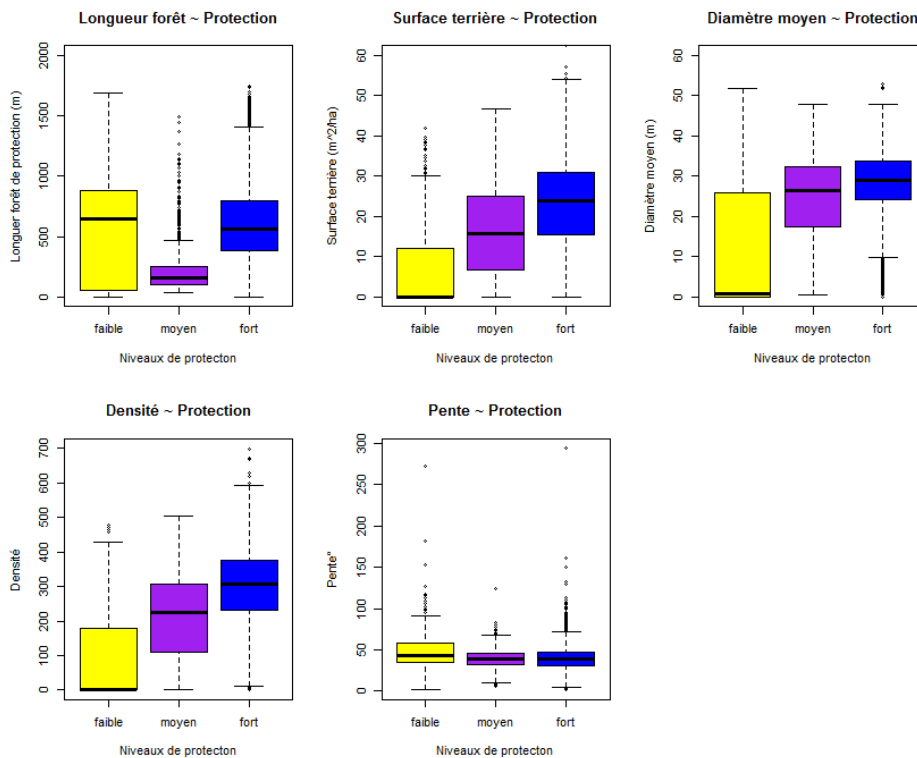 Longueur forêt ~ Protection
Longuer forêt de protection (m)
2000
1500
1000
500
0
faible moyen fort
Niveaux de protecton
Surface terrière ~ Protection
Surface terrière (m^2/ha)
60
50
40
30
20
10
0
faible moyen fort
Niveaux de protecton
Diamètre moyen ~ Protection
Diamètre moyen (m)
60
50
40
30
20
10
0
faible moyen fort
Niveaux de protecton
Densité ~ Protection
Densité
700
600
500
400
300
200
100
0
faible moyen fort
Niveaux de protecton
Pente ~ Protection
Pente°
300
250
200
150
100
50
0
faible moyen fort
Niveaux de protecton